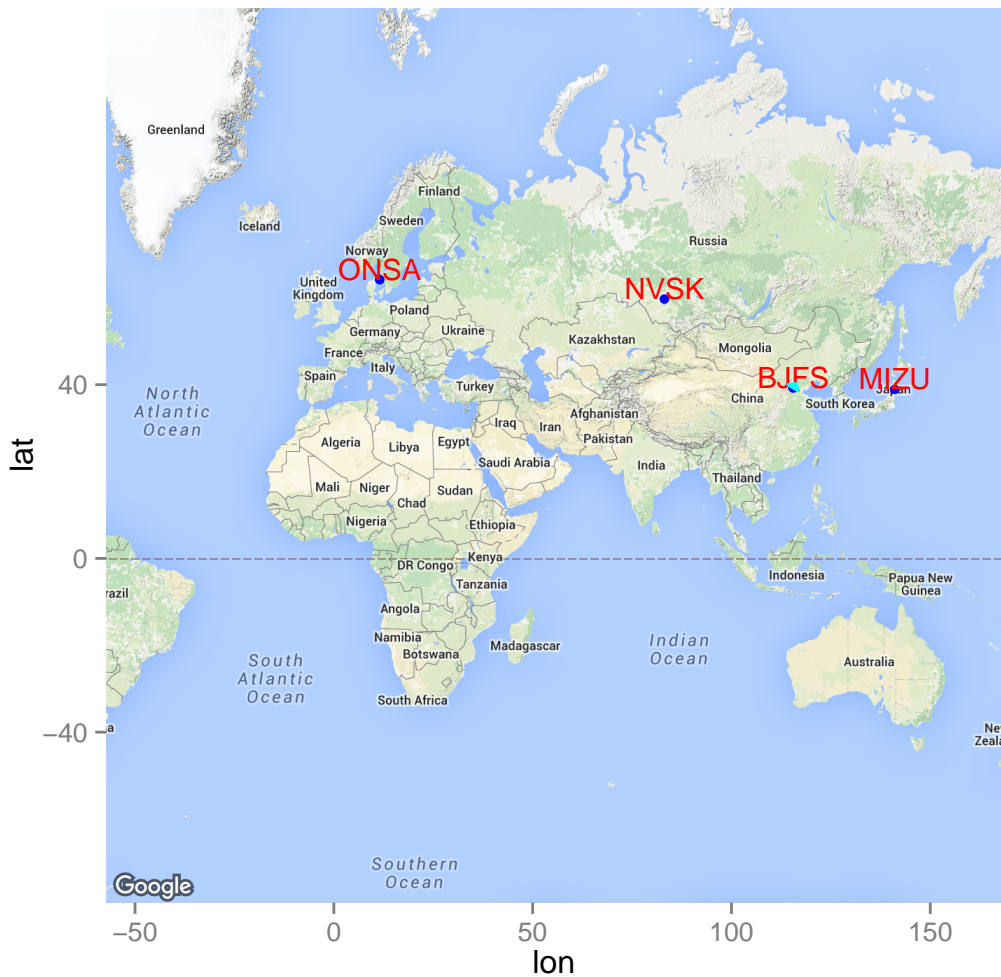 Greenland
Iceland
Finland
Sweden
Norway
Russia
ONSA
NVSK
United
Kingdom
Poland
Germany
Ukraine
Kazakhstan
France
Mongolia
Italy
Spain
Turkey
BJFS
MIZU
China
Japan
South Korea
40
North
Atlantic
Ocean
Afghanistan
Iraq
Iran
Pakistan
Algeria
Libya
Egypt
Saudi Arabia
India
Thailand
Mali
Niger
Chad
Sudan
Nigeria
Ethiopia
lat
0
Kenya
DR Congo
Tanzania
Indonesia
Papua New
Guinea
razil
Angola
Namibia
Botswana
Madagascar
South Africa
South
Atlantic
Ocean
Indian
Ocean
Australia
a
Ne
Zeala
−40
Southern
Ocean
Google
−50
0
50
100
150
lon